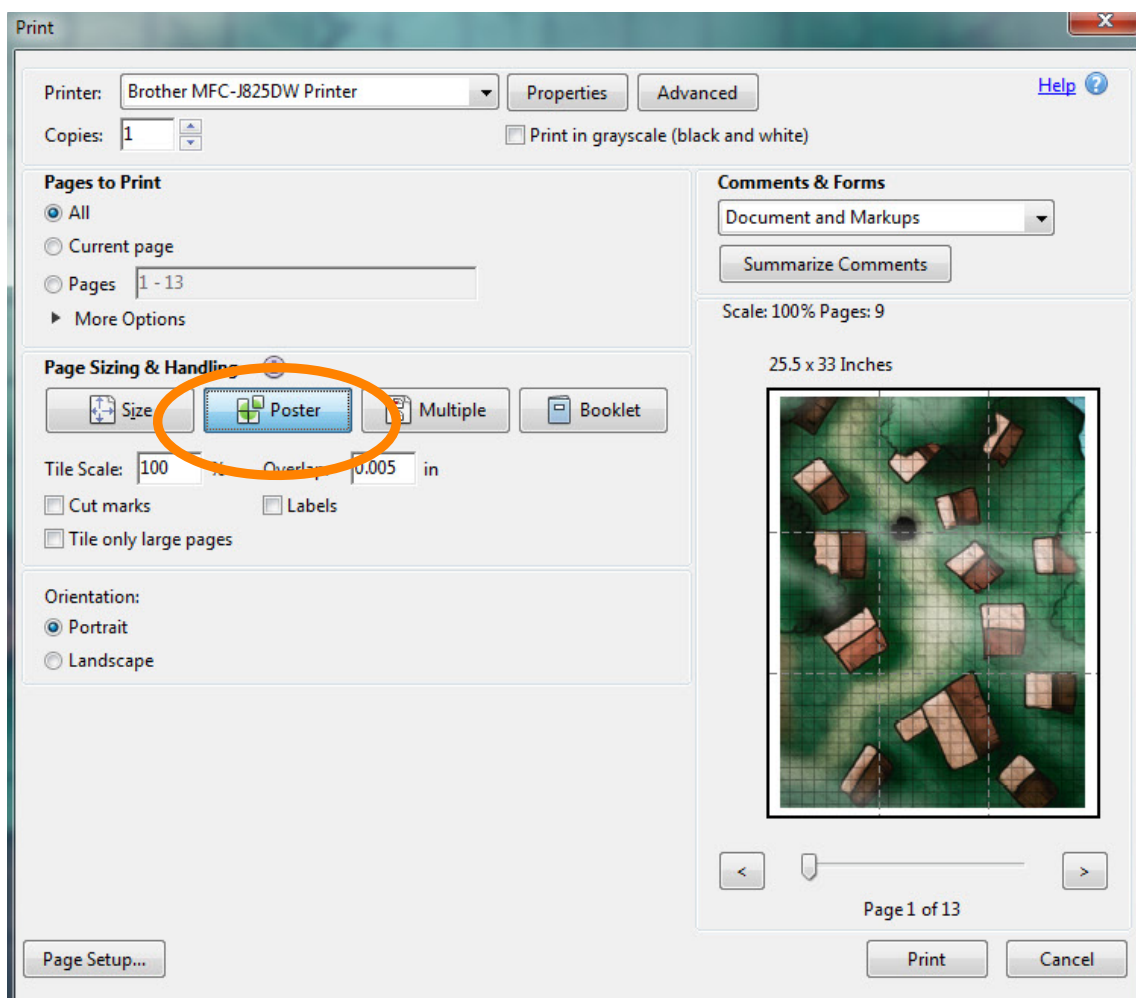 Print
Printer: Brother MFC-J825DW Printer Properties Advanced Help ?
Copies: 1 Print in grayscale (black and white)
Pages to Print
All
Current page
Pages 1 - 13
More Options
Comments & Forms
Document and Markups
Summarize Comments
Scale: 100% Pages: 9
25.5 x 33 Inches
Page Sizing & Handling
Size Poster Multiple Booklet
Tile Scale: 100 % Overlap: 0.005 in
Cut marks Labels
Tile only large pages
Orientation:
Portrait
Landscape
< >
Page 1 of 13
Page Setup... Print Cancel